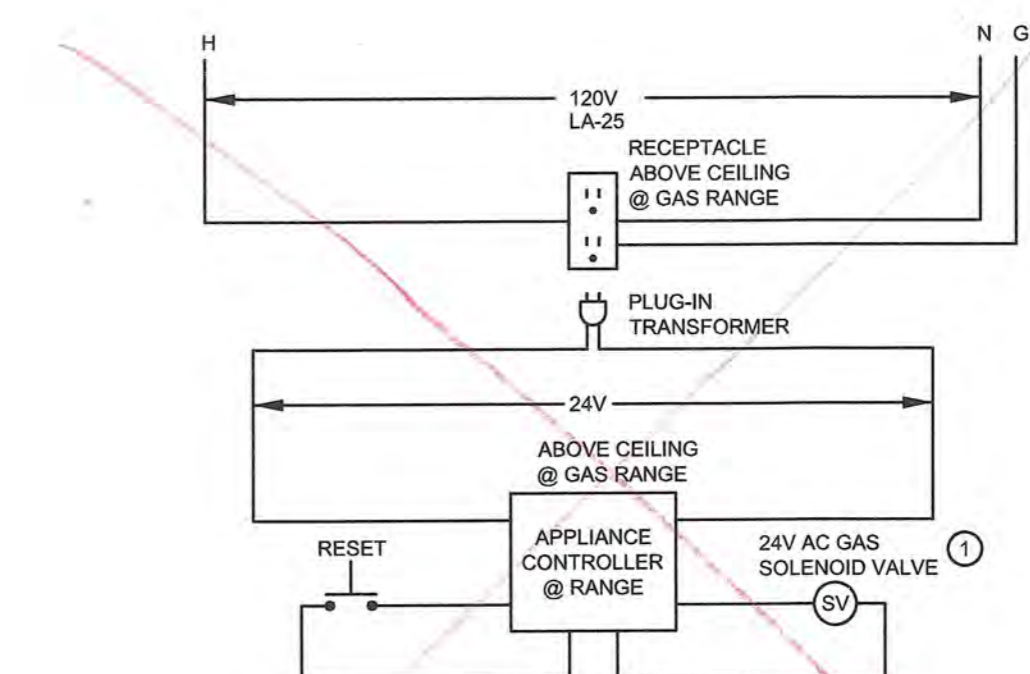 H
N G
120V
LA-25
RECEPTACLE
ABOVE CEILING
@ GAS RANGE
PLUG-IN
TRANSFORMER
24V
ABOVE CEILING
@ GAS RANGE
APPLIANCE
CONTROLLER
@ RANGE
RESET
24V AC GAS
SOLENOID VALVE
1
SV